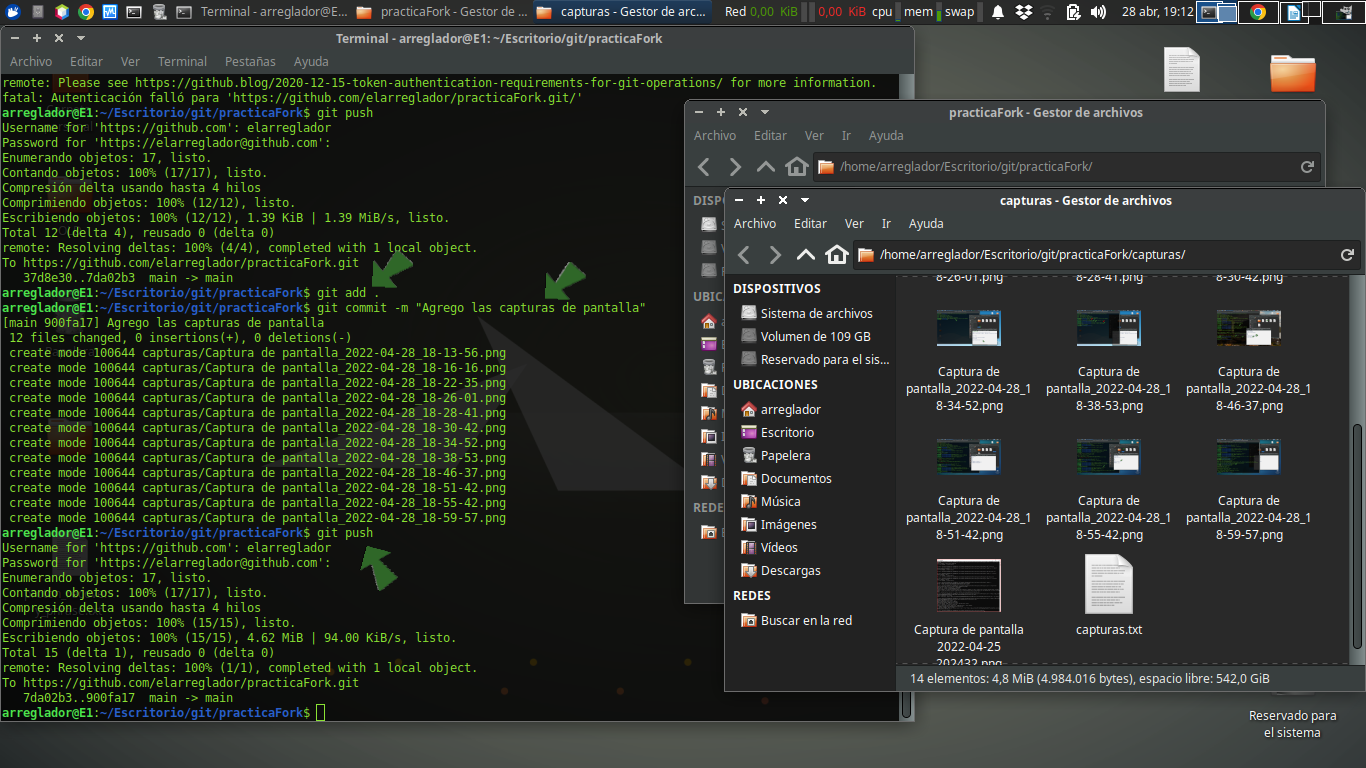 Terminal - arreglador@E...
practicaFork - Gestor de ...
capturas - Gestor de arc...
Red 0,00 KiB 0,00 KiB cpu mem swap
28 abr, 19:12
Terminal - arreglador@E1: ~/Escritorio/git/practicaFork
Archivo Editar Ver Terminal Pestañas Ayuda
remote: Please see https://github.blog/2020-12-15-token-authentication-requirements-for-git-operations/ for more information.
fatal: Autenticación falló para 'https://github.com/elarreglador/practicaFork.git/'
arreglador@E1:~/Escritorio/git/practicaFork$ git push
Username for 'https://github.com': elarreglador
Password for 'https://elarreglador@github.com':
Enumerando objetos: 17, listo.
Contando objetos: 100% (17/17), listo.
Compresión delta usando hasta 4 hilos
Comprimiendo objetos: 100% (12/12), listo.
Escribiendo objetos: 100% (12/12), 1.39 KiB | 1.39 MiB/s, listo.
Total 12 (delta 4), reusado 0 (delta 0)
remote: Resolving deltas: 100% (4/4), completed with 1 local object.
To https://github.com/elarreglador/practicaFork.git
37d8e30..7da02b3 main -> main
arreglador@E1:~/Escritorio/git/practicaFork$ git add .
arreglador@E1:~/Escritorio/git/practicaFork$ git commit -m "Agrego las capturas de pantalla"
[main 900fa17] Agrego las capturas de pantalla
12 files changed, 0 insertions(+), 0 deletions(-)
create mode 100644 capturas/Captura de pantalla_2022-04-28_18-13-56.png
create mode 100644 capturas/Captura de pantalla_2022-04-28_18-16-16.png
create mode 100644 capturas/Captura de pantalla_2022-04-28_18-22-35.png
create mode 100644 capturas/Captura de pantalla_2022-04-28_18-26-01.png
create mode 100644 capturas/Captura de pantalla_2022-04-28_18-28-41.png
create mode 100644 capturas/Captura de pantalla_2022-04-28_18-30-42.png
create mode 100644 capturas/Captura de pantalla_2022-04-28_18-34-52.png
create mode 100644 capturas/Captura de pantalla_2022-04-28_18-38-53.png
create mode 100644 capturas/Captura de pantalla_2022-04-28_18-46-37.png
create mode 100644 capturas/Captura de pantalla_2022-04-28_18-51-42.png
create mode 100644 capturas/Captura de pantalla_2022-04-28_18-55-42.png
create mode 100644 capturas/Captura de pantalla_2022-04-28_18-59-57.png
arreglador@E1:~/Escritorio/git/practicaFork$ git push
Username for 'https://github.com': elarreglador
Password for 'https://elarreglador@github.com':
Enumerando objetos: 17, listo.
Contando objetos: 100% (17/17), listo.
Compresión delta usando hasta 4 hilos
Comprimiendo objetos: 100% (15/15), listo.
Escribiendo objetos: 100% (15/15), 4.62 MiB | 94.00 KiB/s, listo.
Total 15 (delta 1), reusado 0 (delta 0)
remote: Resolving deltas: 100% (1/1), completed with 1 local object.
To https://github.com/elarreglador/practicaFork.git
7da02b3..900fa17 main -> main
arreglador@E1:~/Escritorio/git/practicaFork$
practicaFork - Gestor de archivos
Archivo Editar Ver Ir Ayuda
/home/arreglador/Escritorio/git/practicaFork/
DISPO
UBICA
REDE
capturas - Gestor de archivos
Archivo Editar Ver Ir Ayuda
/home/arreglador/Escritorio/git/practicaFork/capturas/
DISPOSITIVOS
Sistema de archivos
Volumen de 109 GB
Reservado para el sis...
UBICACIONES
arreglador
Escritorio
Papelera
Documentos
Música
Imágenes
Vídeos
Descargas
REDES
Buscar en la red
8-26-01.png 8-28-41.png 8-30-42.png
Captura de Captura de Captura de
pantalla_2022-04-28_1 pantalla_2022-04-28_1 pantalla_2022-04-28_1
8-34-52.png 8-38-53.png 8-46-37.png
Captura de Captura de Captura de
pantalla_2022-04-28_1 pantalla_2022-04-28_1 pantalla_2022-04-28_1
8-51-42.png 8-55-42.png 8-59-57.png
Captura de pantalla capturas.txt
2022-04-25
202432.png
14 elementos: 4,8 MiB (4.984.016 bytes), espacio libre: 542,0 GiB
Reservado para
el sistema